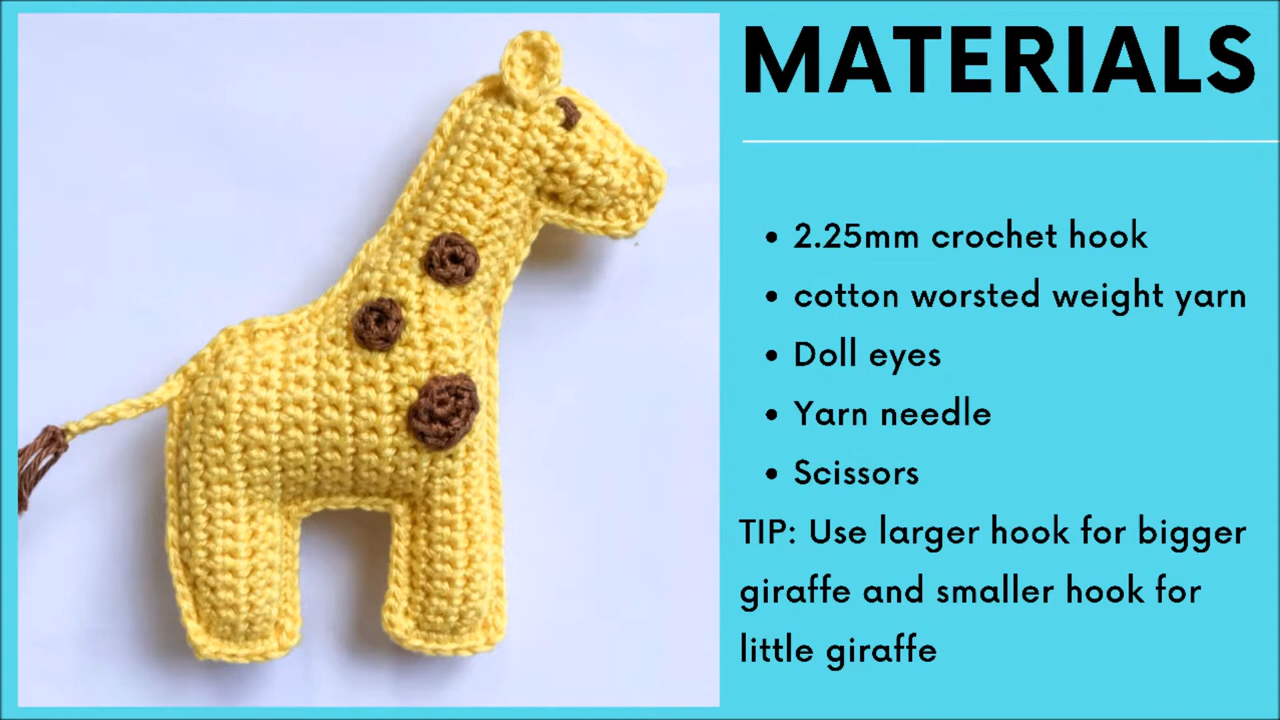 MATERIALS
• 2.25mm crochet hook
• cotton worsted weight yarn
• Doll eyes
• Yarn needle
• Scissors
TIP: Use larger hook for bigger
giraffe and smaller hook for
little giraffe